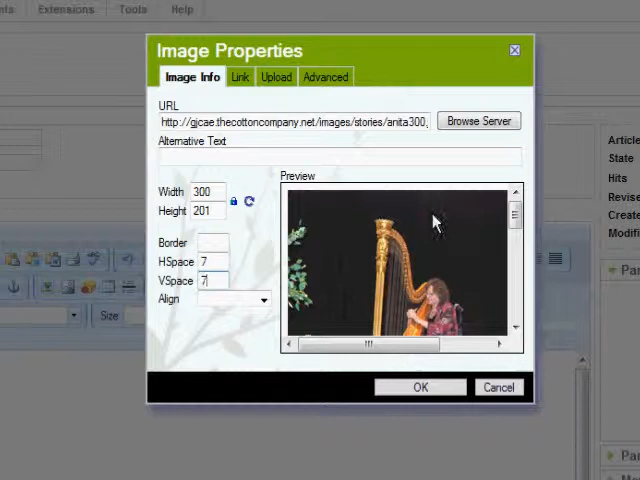 Extensions Tools Help
Image Properties
Image Info Link Upload Advanced
URL
http://gjcae.thecottoncompany.net/images/stories/anita300, Browse Server
Alternative Text
Preview
Width 300
Height 201
Border
HSpace 7
VSpace 7
Align
OK Cancel
Article
State
Hits
Revise
Create
Modifi
Size
Par
Par